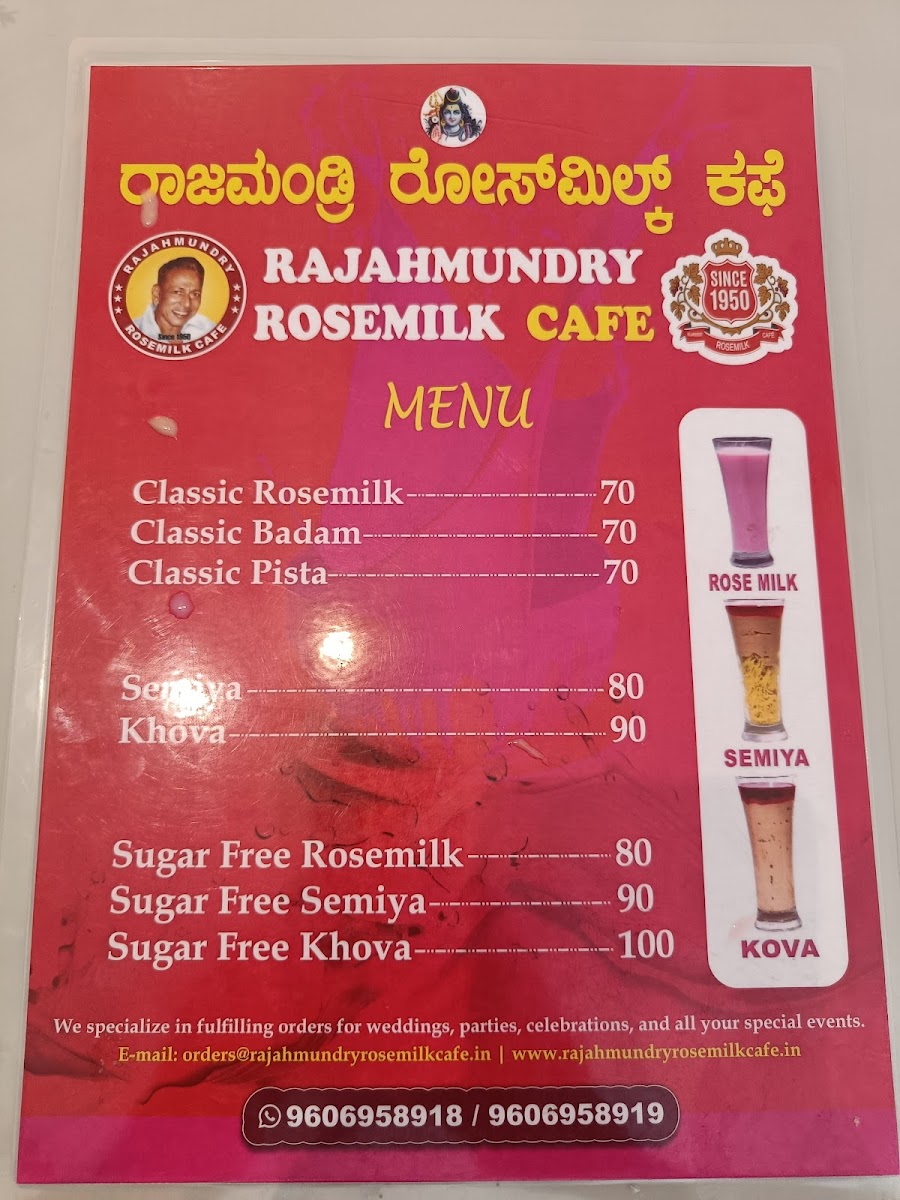 ರಾಜಮಂಡ್ರಿ ರೋಸ್‌ಮಿಲ್ಕ್ ಕಫೆ
RAJAHMUNDRY
ROSEMILK CAFE
Since 1950
RAJAHMUNDRY
ROSEMILK CAFE
SINCE
1950
CAFE
ROSEMILK
MENU
Classic Rosemilk 70
Classic Badam 70
Classic Pista 70
Semiya 80
Khova 90
Sugar Free Rosemilk 80
Sugar Free Semiya 90
Sugar Free Khova 100
ROSE MILK
SEMIYA
KOVA
We specialize in fulfilling orders for weddings, parties, celebrations, and all your special events.
E-mail: orders@rajahmundryrosemilkcafe.in | www.rajahmundryrosemilkcafe.in
9606958918 / 9606958919